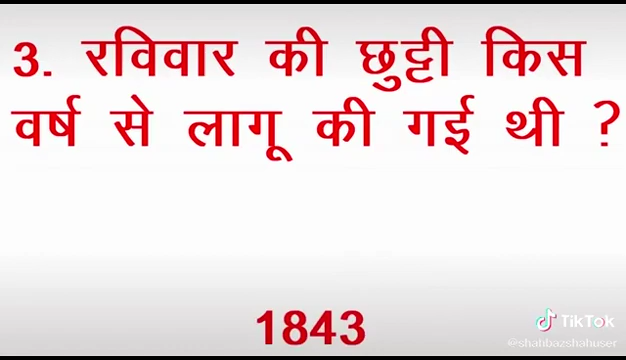 3. रविवार की छुट्टी किस
वर्ष से लागू की गई थी ?
1843
TikTok
@shahbazshahuser